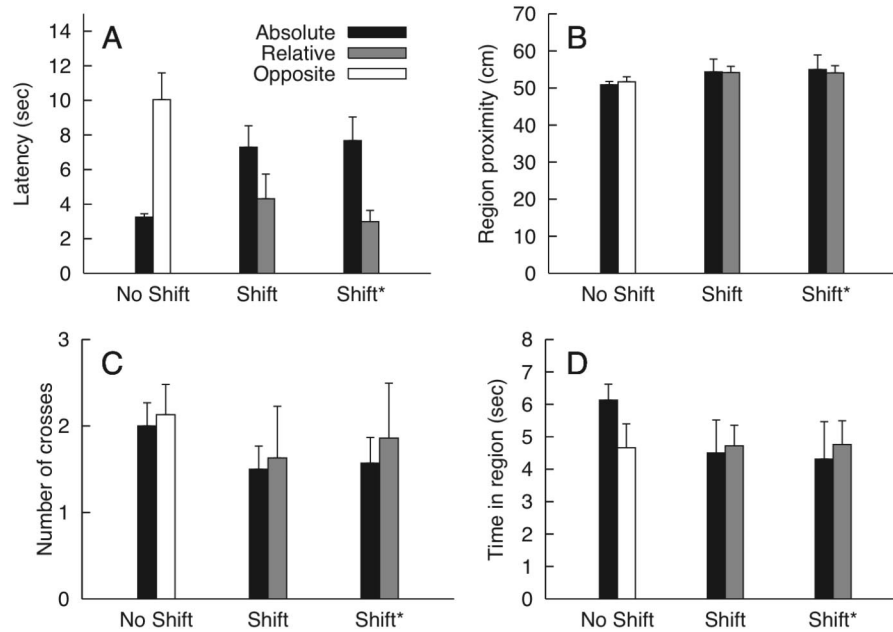 A
Absolute
Relative
Opposite
Latency (sec)
14
12
10
8
6
4
2
0
No Shift Shift Shift*
B
Region proximity (cm)
70
60
50
40
30
20
10
0
No Shift Shift Shift*
C
Number of crosses
3
2
1
0
No Shift Shift Shift*
D
Time in region (sec)
8
7
6
5
4
3
2
1
0
No Shift Shift Shift*